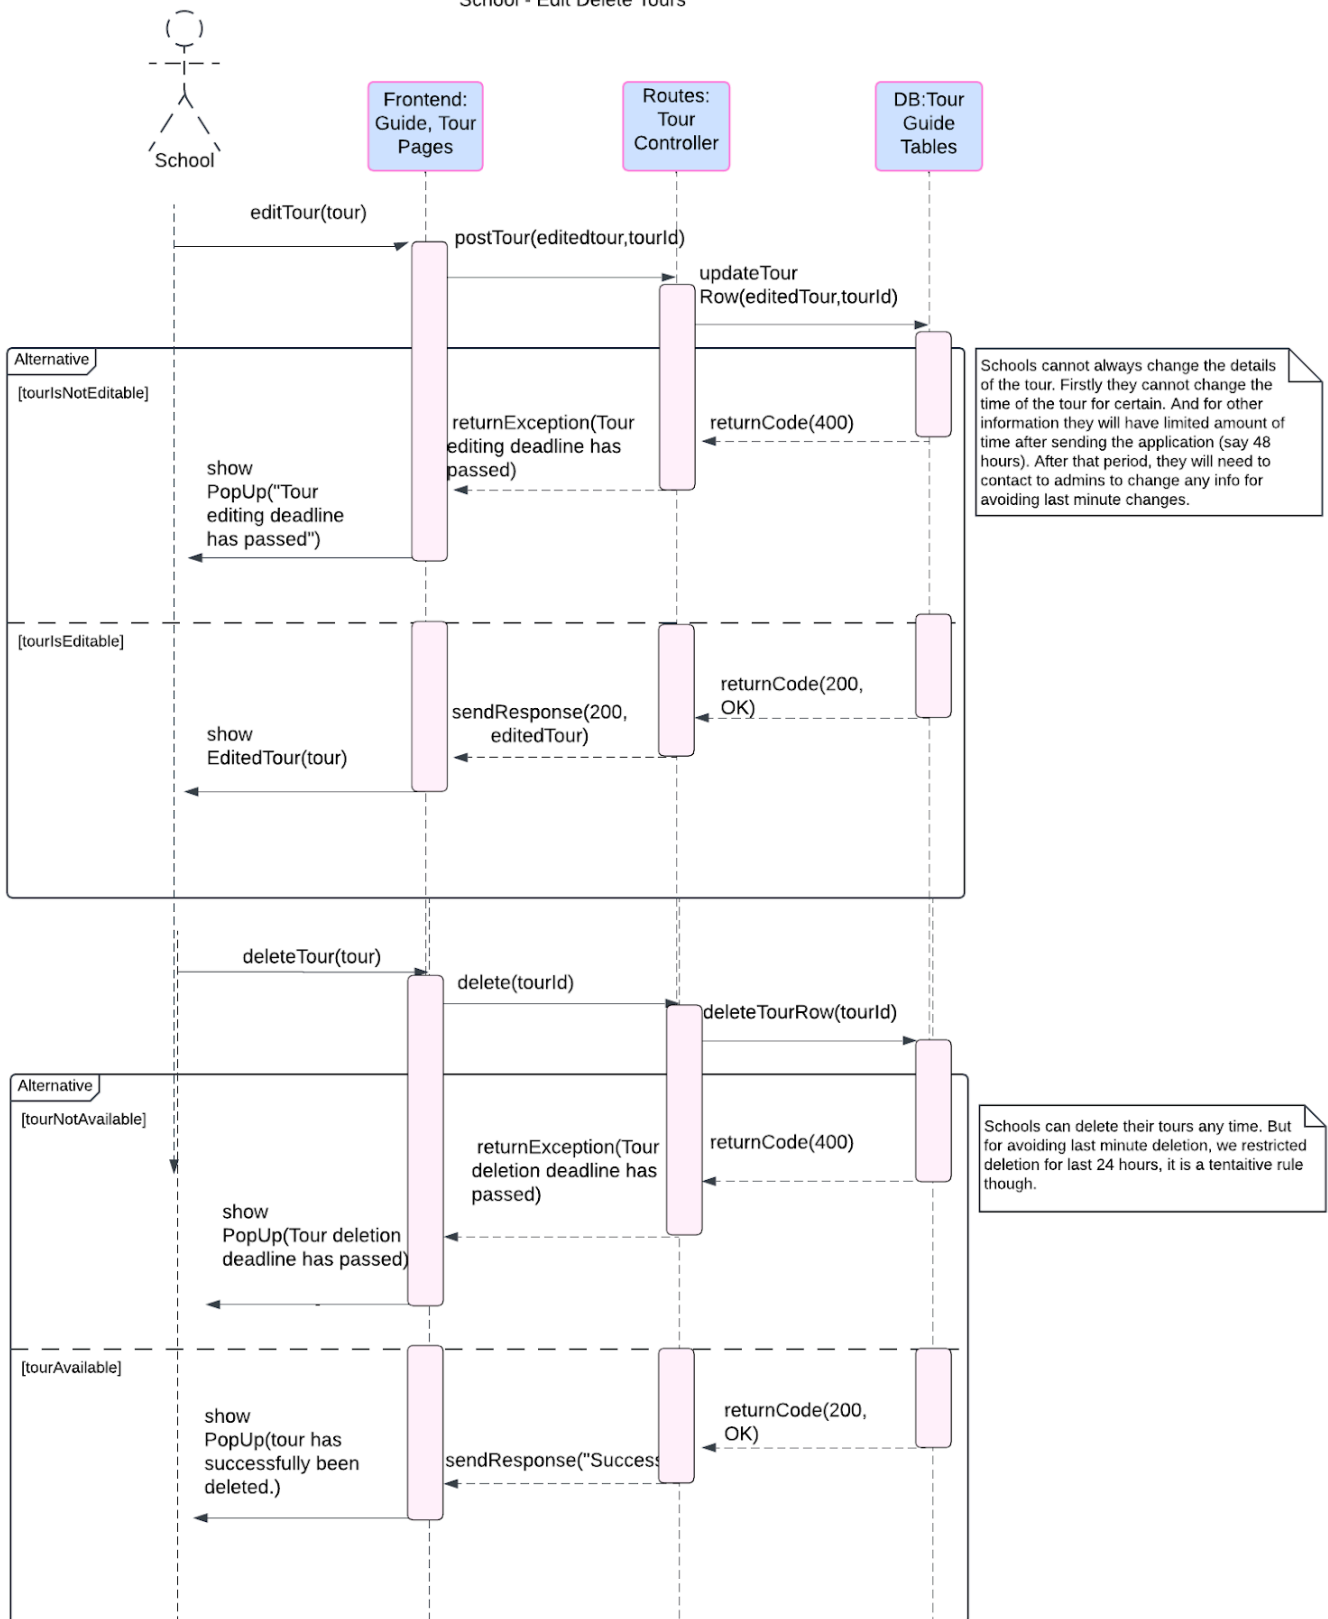 School - Edit Delete Tours
School
Frontend:
Guide, Tour
Pages
Routes:
Tour
Controller
DB:Tour
Guide
Tables
editTour(tour)
postTour(editedtour,tourId)
updateTour
Row(editedTour,tourId)
Alternative
[tourIsNotEditable]
returnCode(400)
returnException(Tour
editing deadline has
passed)
show
PopUp("Tour
editing deadline
has passed")
Schools cannot always change the details
of the tour. Firstly they cannot change the
time of the tour for certain. And for other
information they will have limited amount of
time after sending the application (say 48
hours). After that period, they will need to
contact to admins to change any info for
avoiding last minute changes.
[tourIsEditable]
returnCode(200,
OK)
sendResponse(200,
editedTour)
show
EditedTour(tour)
deleteTour(tour)
delete(tourId)
deleteTourRow(tourId)
Alternative
[tourNotAvailable]
returnCode(400)
returnException(Tour
deletion deadline has
passed)
show
PopUp(Tour deletion
deadline has passed)
Schools can delete their tours any time. But
for avoiding last minute deletion, we restricted
deletion for last 24 hours, it is a tentaitive rule
though.
[tourAvailable]
returnCode(200,
OK)
sendResponse("Success
show
PopUp(tour has
successfully been
deleted.)